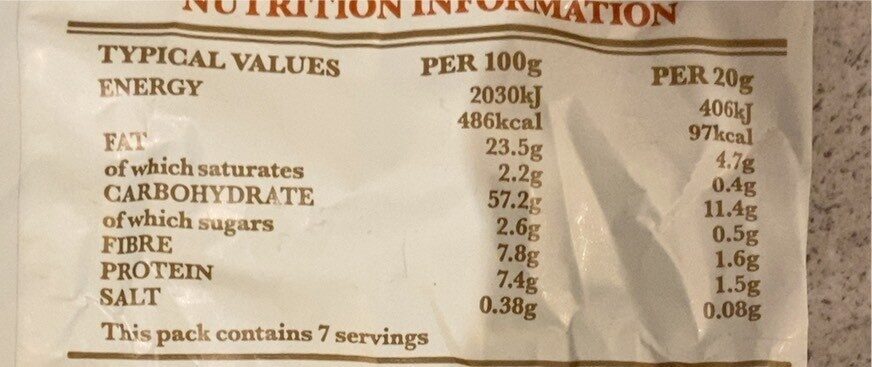 NUTRITION INFORMATION
TYPICAL VALUES PER 100g PER 20g
ENERGY 2030kJ 406kJ
486kcal 97kcal
FAT 23.5g 4.7g
of which saturates 2.2g 0.4g
CARBOHYDRATE 57.2g 11.4g
of which sugars 2.6g 0.5g
FIBRE 7.8g 1.6g
PROTEIN 7.4g 1.5g
SALT 0.38g 0.08g
This pack contains 7 servings